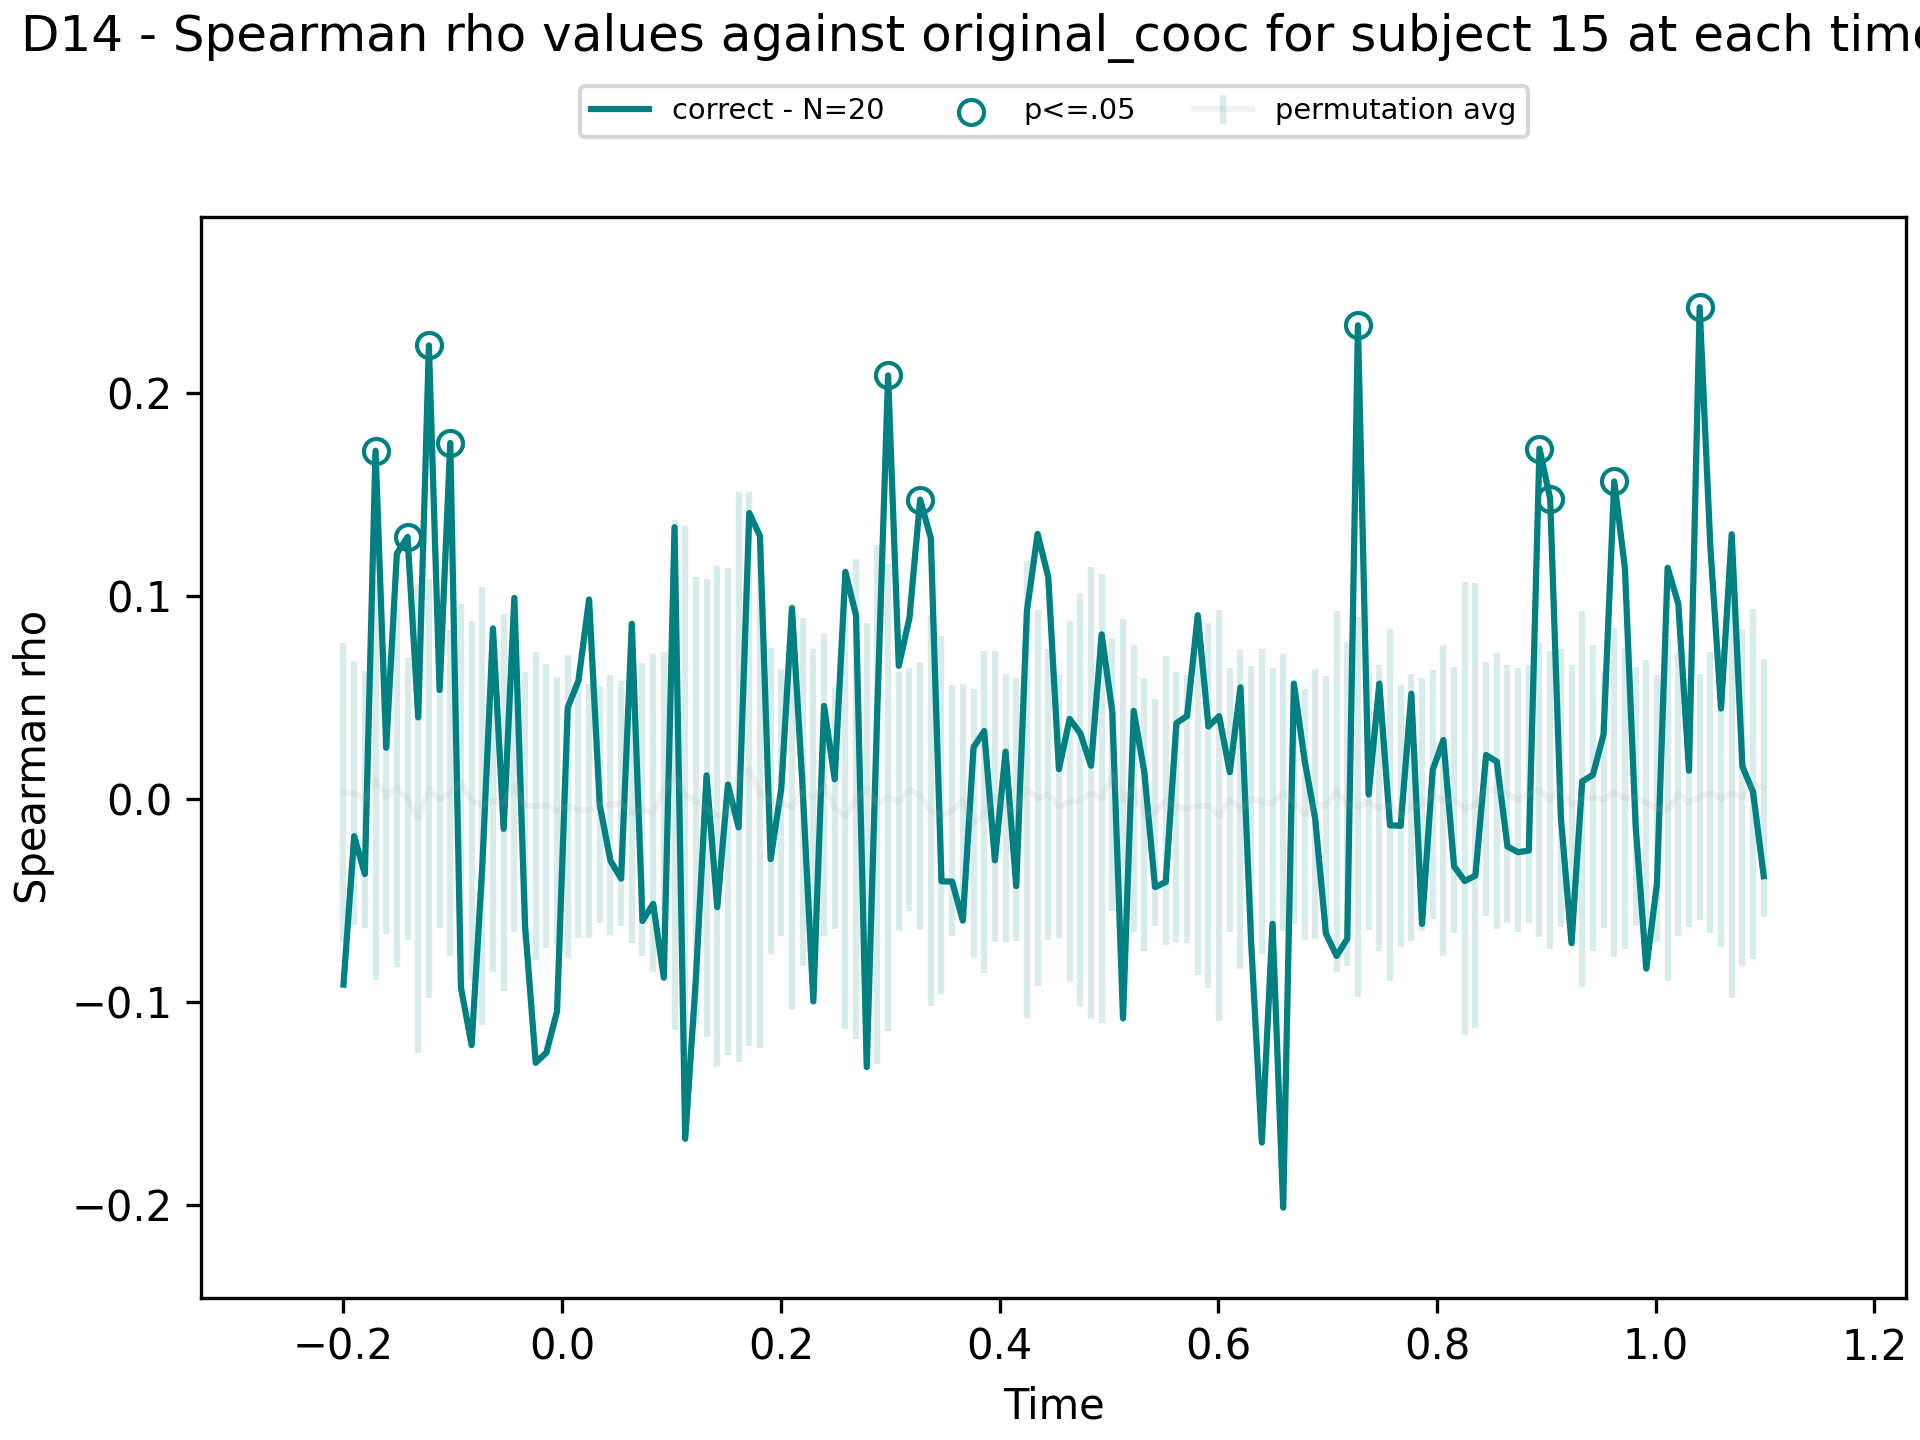 D14 - Spearman rho values against original_cooc for subject 15 at each time
correct - N=20 p<=.05 permutation avg
Spearman rho
0.2
0.1
0.0
−0.1
−0.2
−0.2 0.0 0.2 0.4 0.6 0.8 1.0 1.2
Time